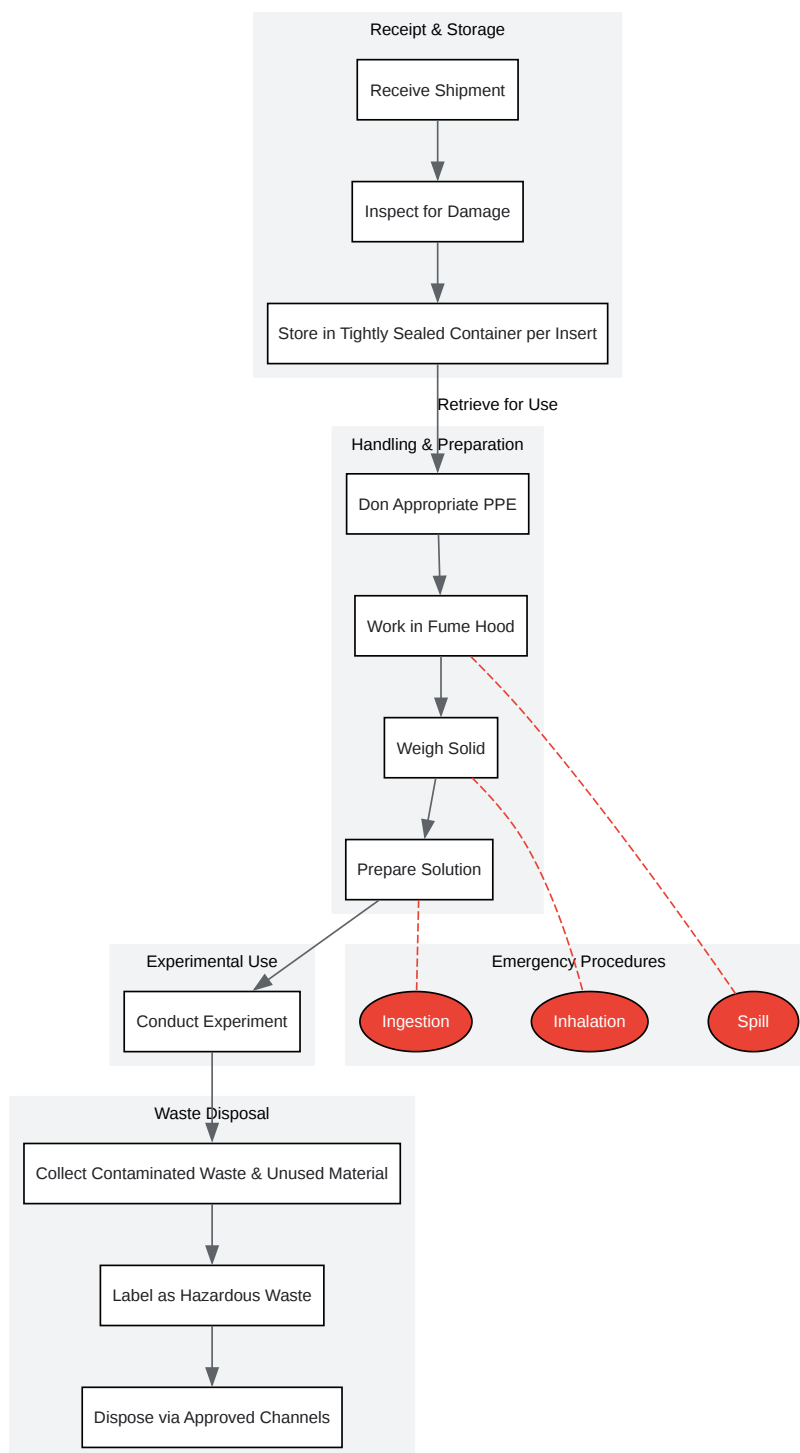 Receipt & Storage
Receive Shipment
Inspect for Damage
Store in Tightly Sealed Container per Insert
Retrieve for Use
Handling & Preparation
Don Appropriate PPE
Work in Fume Hood
Weigh Solid
Prepare Solution
Experimental Use
Conduct Experiment
Emergency Procedures
Ingestion
Inhalation
Spill
Waste Disposal
Collect Contaminated Waste & Unused Material
Label as Hazardous Waste
Dispose via Approved Channels